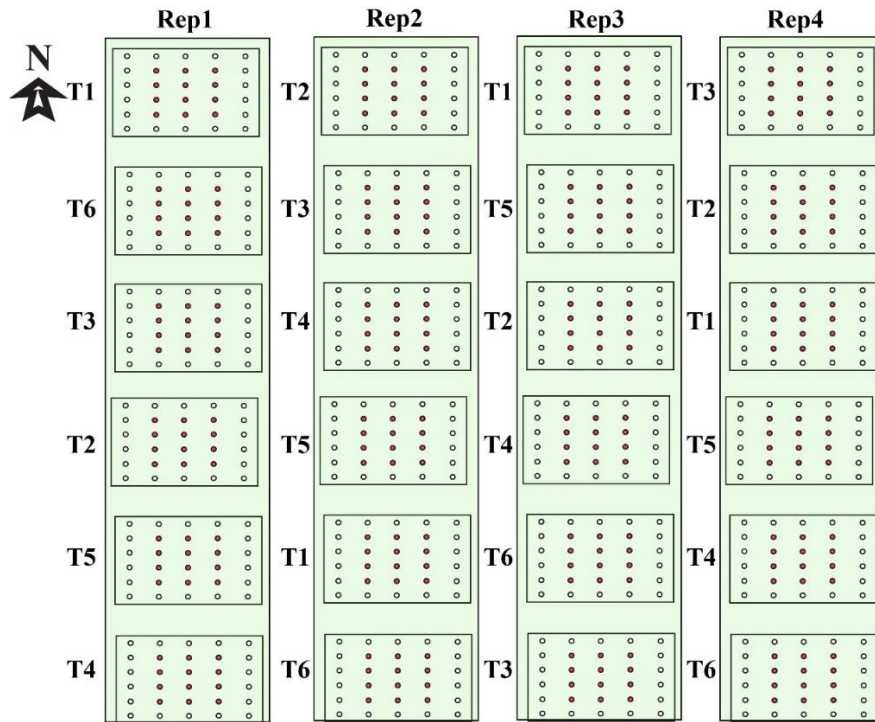 Rep1 Rep2 Rep3 Rep4
N
T1 T2 T1 T3
T6 T3 T5 T2
T3 T4 T2 T1
T2 T5 T4 T5
T5 T1 T6 T4
T4 T6 T3 T6